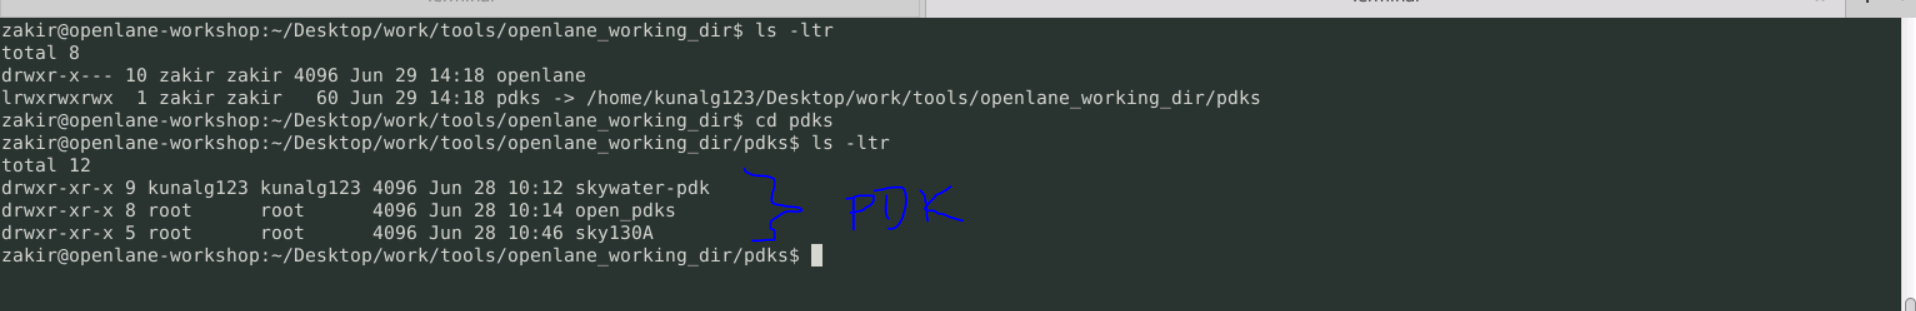 zakir@openlane-workshop:~/Desktop/work/tools/openlane_working_dir$ ls -ltr
total 8
drwxr-x--- 10 zakir zakir 4096 Jun 29 14:18 openlane
lrwxrwxrwx  1 zakir zakir   60 Jun 29 14:18 pdks -> /home/kunalg123/Desktop/work/tools/openlane_working_dir/pdks
zakir@openlane-workshop:~/Desktop/work/tools/openlane_working_dir$ cd pdks
zakir@openlane-workshop:~/Desktop/work/tools/openlane_working_dir/pdks$ ls -ltr
total 12
drwxr-xr-x 9 kunalg123 kunalg123 4096 Jun 28 10:12 skywater-pdk
drwxr-xr-x 8 root      root      4096 Jun 28 10:14 open_pdks
drwxr-xr-x 5 root      root      4096 Jun 28 10:46 sky130A
PDK
zakir@openlane-workshop:~/Desktop/work/tools/openlane_working_dir/pdks$